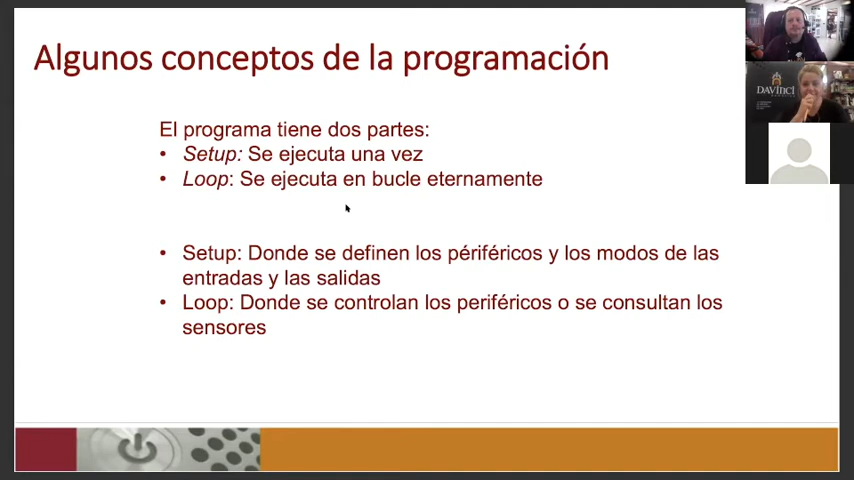 Algunos conceptos de la programación
El programa tiene dos partes:
• Setup: Se ejecuta una vez
• Loop: Se ejecuta en bucle eternamente
• Setup: Donde se definen los périféricos y los modos de las
entradas y las salidas
• Loop: Donde se controlan los periféricos o se consultan los
sensores
DAVinci